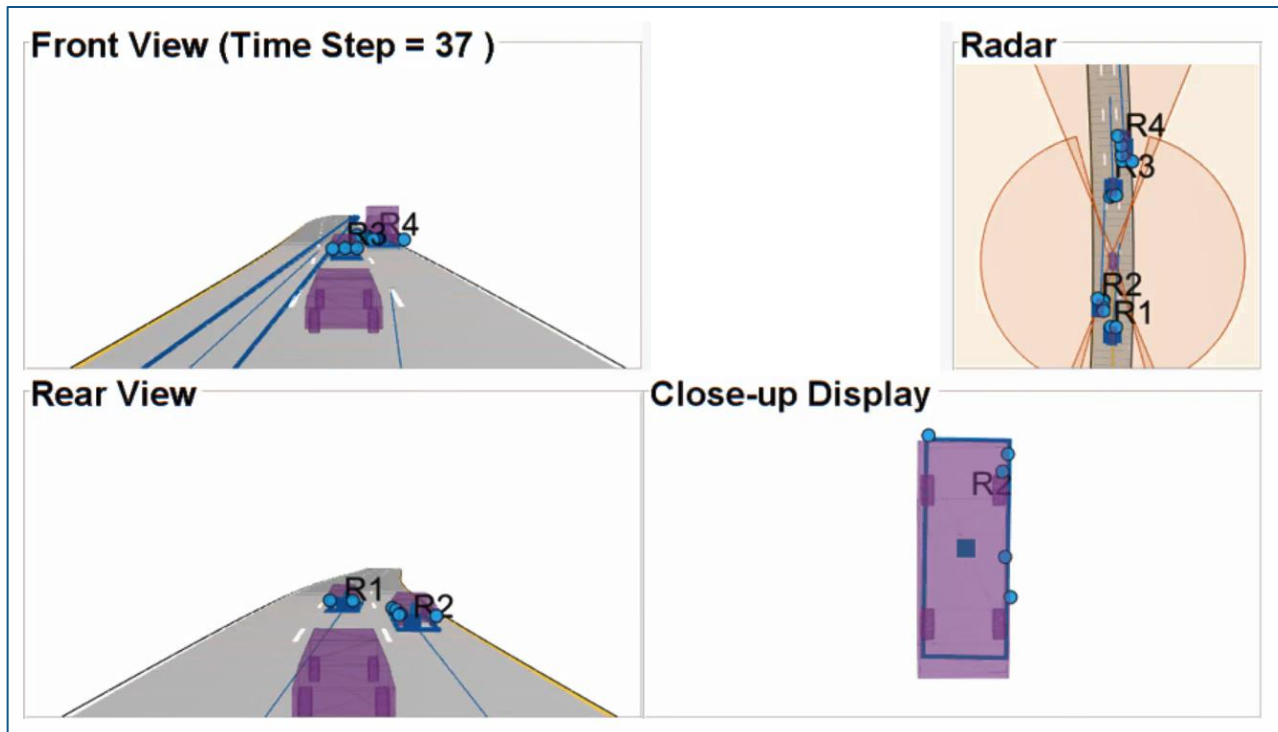 Front View (Time Step = 37 )
R3
R4
Radar
R4
R3
R2
R1
Rear View
R1
R2
Close-up Display
R2